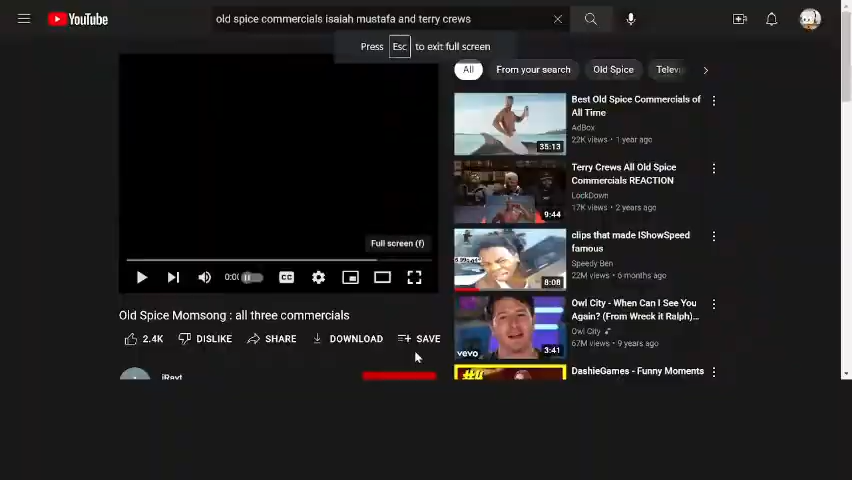 YouTube
old spice commercials isaiah mustafa and terry crews
Press Esc to exit full screen
All
From your search
Old Spice
Best Old Spice Commercials of
All Time
AdBox
22K views • 1 year ago
35:13
Terry Crews All Old Spice
Commercials REACTION
LockDown
17K views • 2 years ago
9:44
Full screen (f)
clips that made IShowSpeed
famous
Speedy Ben
22M views • 6 months ago
8:08
CC
Old Spice Momsong : all three commercials
2.4K
DISLIKE
SHARE
DOWNLOAD
SAVE
Owl City - When Can I See You
Again? (From Wreck it Ralph)...
Owl City
67M views • 9 years ago
vevo
3:41
DashieGames - Funny Moments